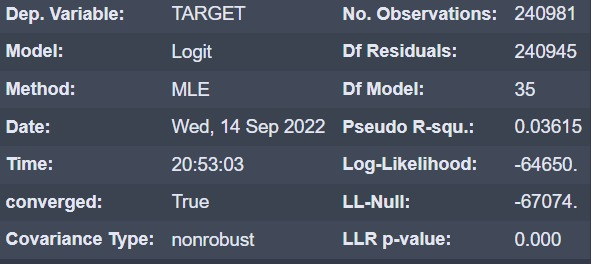 Dep. Variable: TARGET No. Observations: 240981
Model: Logit Df Residuals: 240945
Method: MLE Df Model: 35
Date: Wed, 14 Sep 2022 Pseudo R-squ.: 0.03615
Time: 20:53:03 Log-Likelihood: -64650.
converged: True LL-Null: -67074.
Covariance Type: nonrobust LLR p-value: 0.000